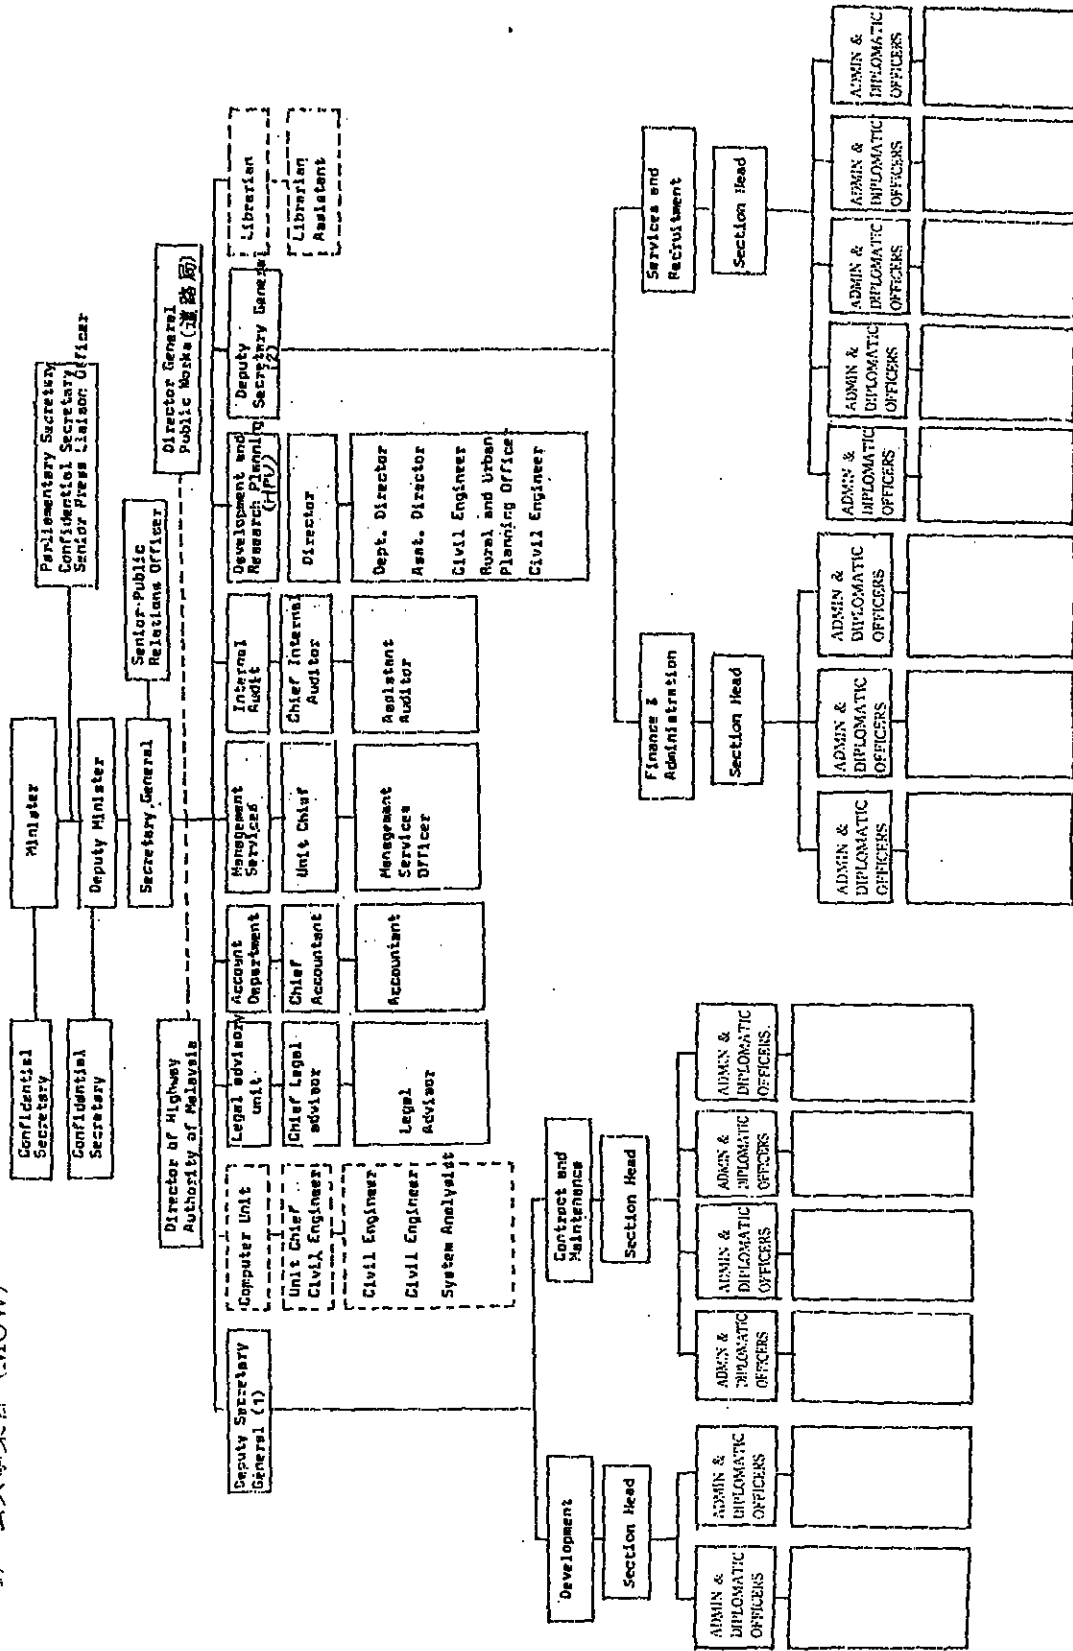 (MOW)
Minister
Confidential
Secretary
Parliamentary Secretary
Confidential Secretary
Senior Press Liaison Officer
Deputy Minister
Confidential
Secretary
Secretary,General
Senior-Public
Relations Officer
Director of Highway
Authority of Malaysia
Director General
Public Works(道路局)
Deputy Secretary
General (1)
Computer Unit
Unit Chief
Civil Engineer
Civil Engineer
Civil Engineer
System Analysist
Legal advisory
unit
Chief Legal
advisor
Legal
Advisor
Account
Department
Chief
Accountant
Accountant
Management
Services
Unit Chief
Management
Services
Officer
Internal
Audit
Chief Internal
Auditor
Assistant
Auditor
Development and
Research Planning
(HPU)
Director
Dept. Director
Asst. Director
Civil Engineer
Rural and Urban
Planning Officer
Civil Engineer
Deputy
Secretary General
(2)
Librarian
Librarian
Assistant
Development
Section Head
ADMIN &
DIPLOMATIC
OFFICERS
ADMIN &
DIPLOMATIC
OFFICERS
Contract and
Maintenance
Section Head
ADMIN &
DIPLOMATIC
OFFICERS
ADMIN &
DIPLOMATIC
OFFICERS
ADMIN &
DIPLOMATIC
OFFICERS
ADMIN &
DIPLOMATIC
OFFICERS
Finance &
Administration
Section Head
ADMIN &
DIPLOMATIC
OFFICERS
ADMIN &
DIPLOMATIC
OFFICERS
ADMIN &
DIPLOMATIC
OFFICERS
Services and
Recruitment
Section Head
ADMIN &
DIPLOMATIC
OFFICERS
ADMIN &
DIPLOMATIC
OFFICERS
ADMIN &
DIPLOMATIC
OFFICERS
ADMIN &
DIPLOMATIC
OFFICERS
ADMIN &
DIPLOMATIC
OFFICERS